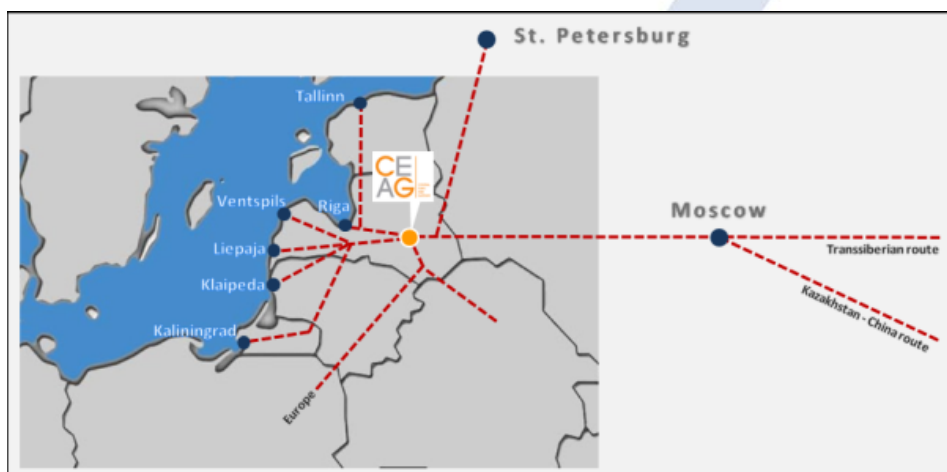 St. Petersburg
Tallinn
CE
AG
Ventspils
Riga
Moscow
Liepaja
Transsiberian route
Klaipeda
Kazakhstan - China route
Kaliningrad
Europe